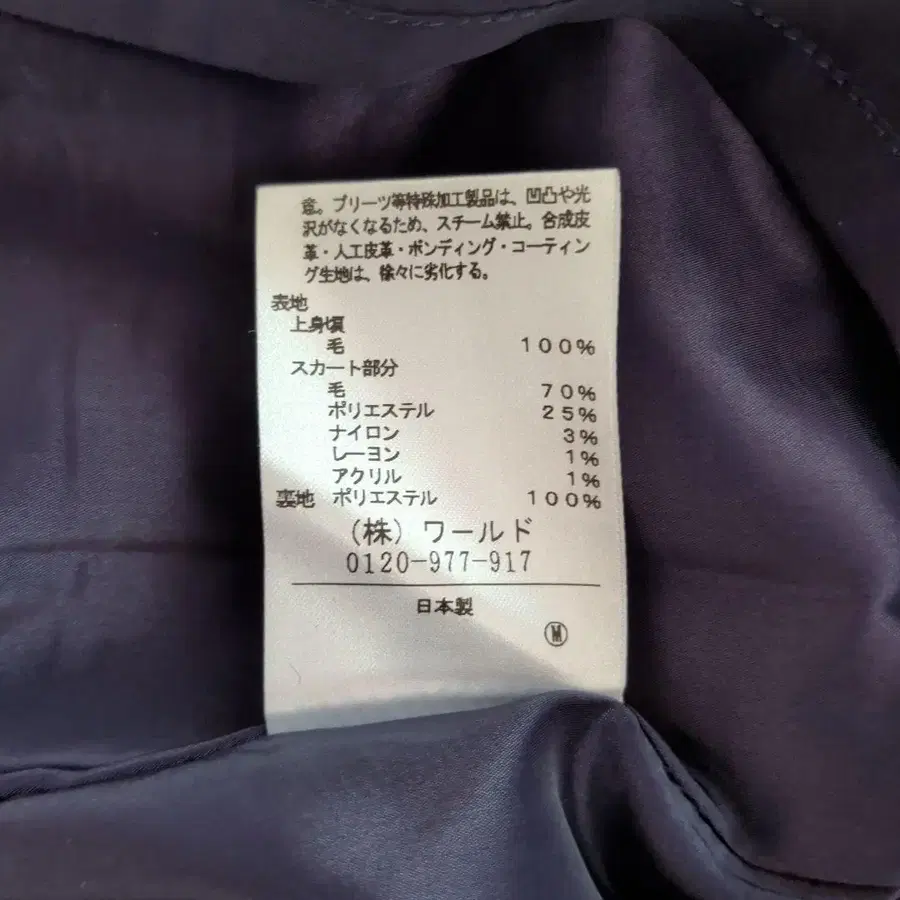 意。プリーツ等特殊加工製品は、凹凸や光
沢がなくなるため、スチーム禁止。合成皮
革・人工皮革・ボンディング・コーティン
グ生地は、徐々に劣化する。
表地
上身頃
毛 100%
スカート部分
毛 70%
ポリエステル 25%
ナイロン 3%
レーヨン 1%
アクリル 1%
裏地 ポリエステル 100%
(株)ワールド
0120-977-917
日本製
Ⓜ